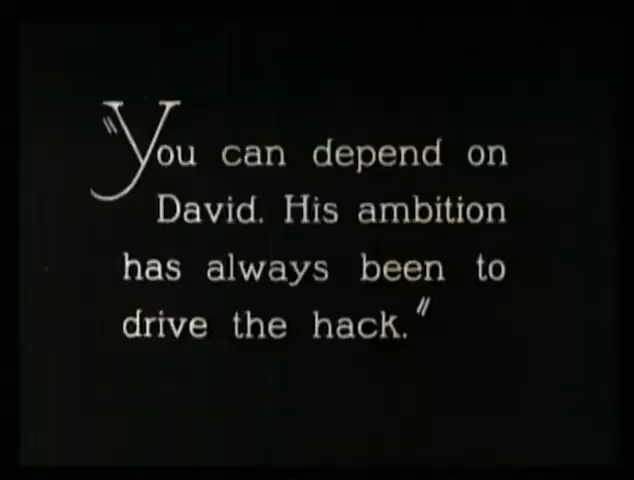 "You can depend on
David. His ambition
has always been to
drive the hack."